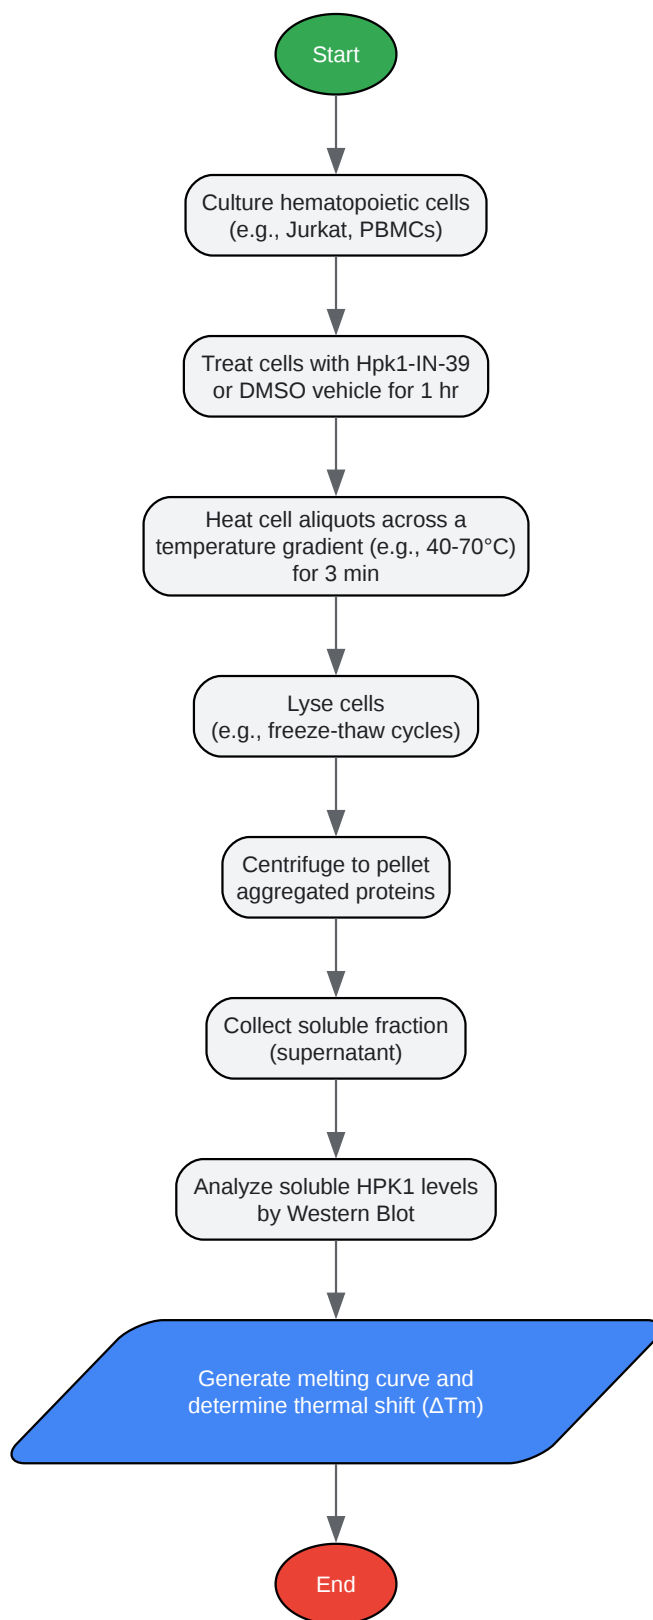 Start
Culture hematopoietic cells
(e.g., Jurkat, PBMCs)
Treat cells with Hpk1-IN-39
or DMSO vehicle for 1 hr
Heat cell aliquots across a
temperature gradient (e.g., 40-70°C)
for 3 min
Lyse cells
(e.g., freeze-thaw cycles)
Centrifuge to pellet
aggregated proteins
Collect soluble fraction
(supernatant)
Analyze soluble HPK1 levels
by Western Blot
Generate melting curve and
determine thermal shift (ΔTm)
End